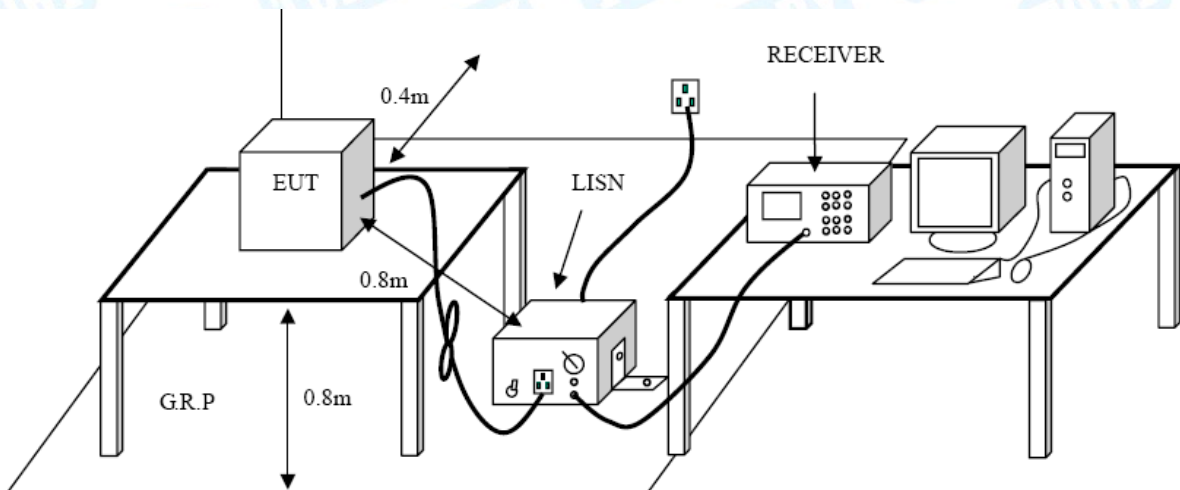 RECEIVER
0.4m
EUT
LISN
0.8m
G.R.P
0.8m